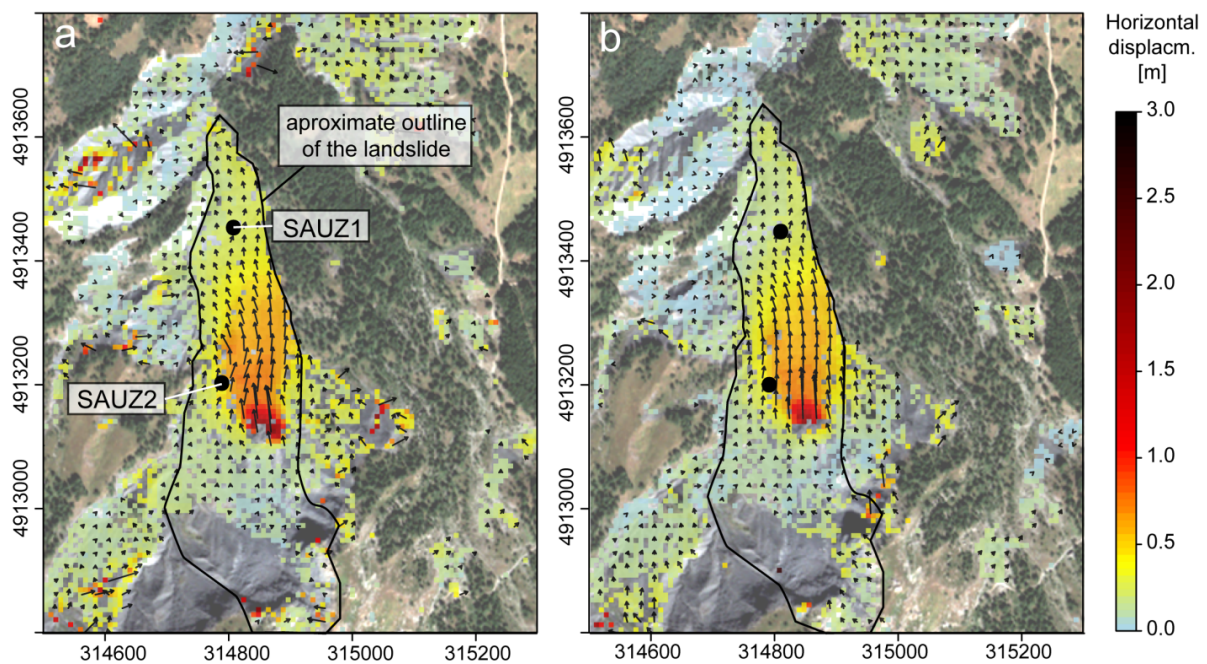 a
b
Horizontal
displacm.
[m]
aproximate outline
of the landslide
SAUZ1
SAUZ2
4913600
4913400
4913200
4913000
314600
314800
315000
315200
4913600
4913400
4913200
4913000
314600
314800
315000
315200
3.0
2.5
2.0
1.5
1.0
0.5
0.0